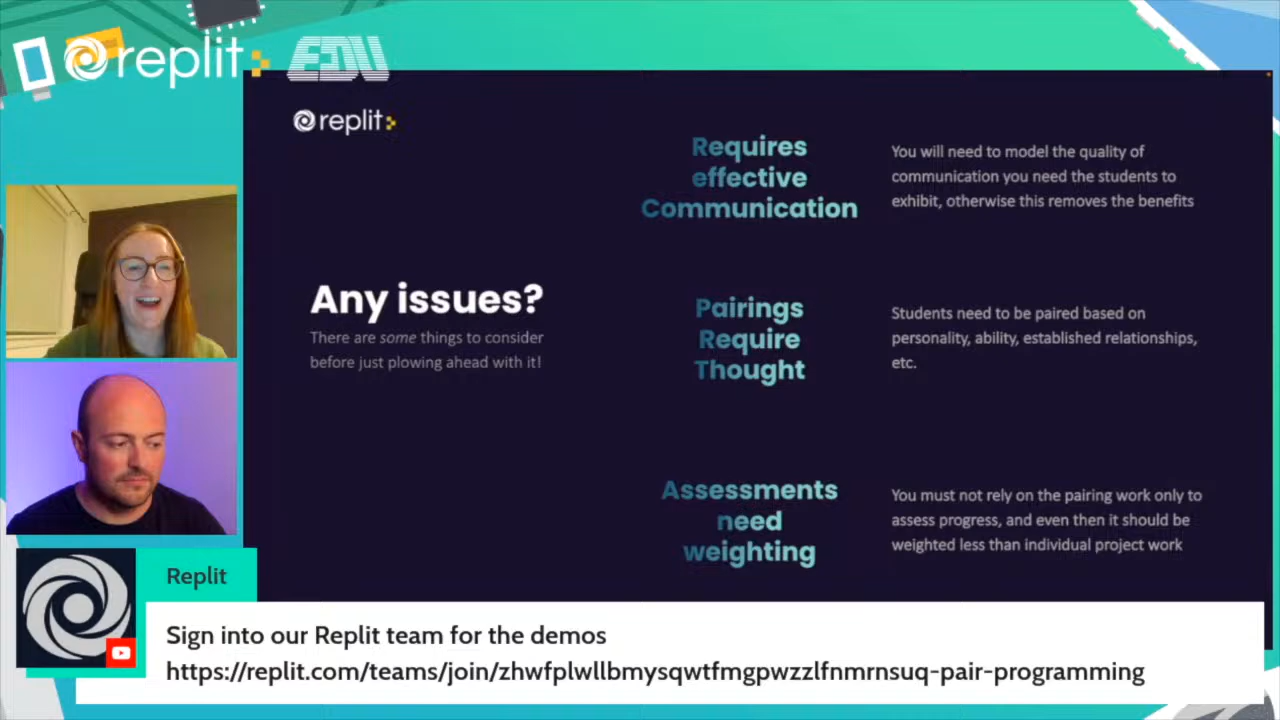 replit
EDU
replit
Requires
effective
Communication
You will need to model the quality of
communication you need the students to
exhibit, otherwise this removes the benefits
Any issues?
There are some things to consider
before just plowing ahead with it!
Pairings
Require
Thought
Students need to be paired based on
personality, ability, established relationships,
etc.
Assessments
need
weighting
You must not rely on the pairing work only to
assess progress, and even then it should be
weighted less than individual project work
Replit
Sign into our Replit team for the demos
https://replit.com/teams/join/zhwfplwllbmysqwtfmgpwzzlfnmrnsuq-pair-programming